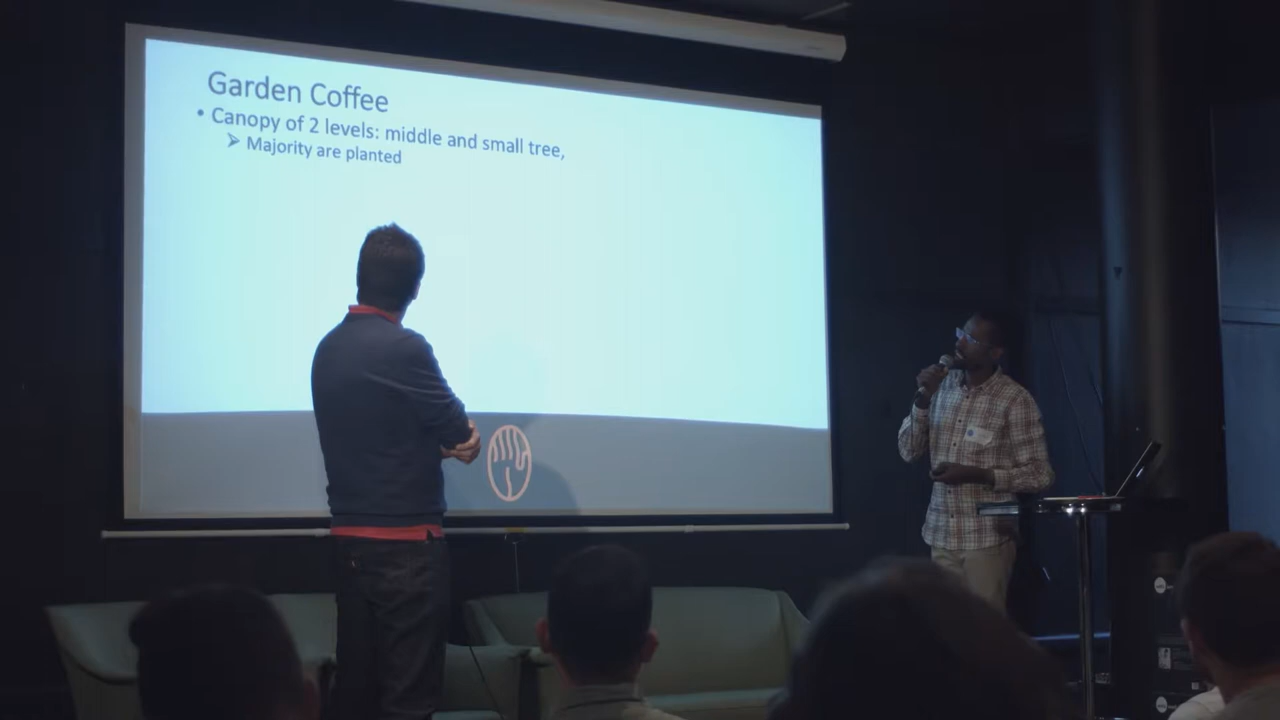 Garden Coffee
• Canopy of 2 levels: middle and small tree,
➢ Majority are planted